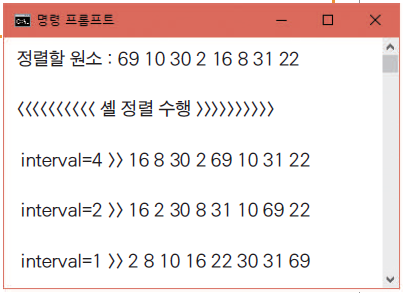 명령 프롬프트
정렬할 원소 : 69 10 30 2 16 8 31 22
<<<<<<<<<< 셸 정렬 수행 >>>>>>>>>>
interval=4 >> 16 8 30 2 69 10 31 22
interval=2 >> 16 2 30 8 31 10 69 22
interval=1 >> 2 8 10 16 22 30 31 69